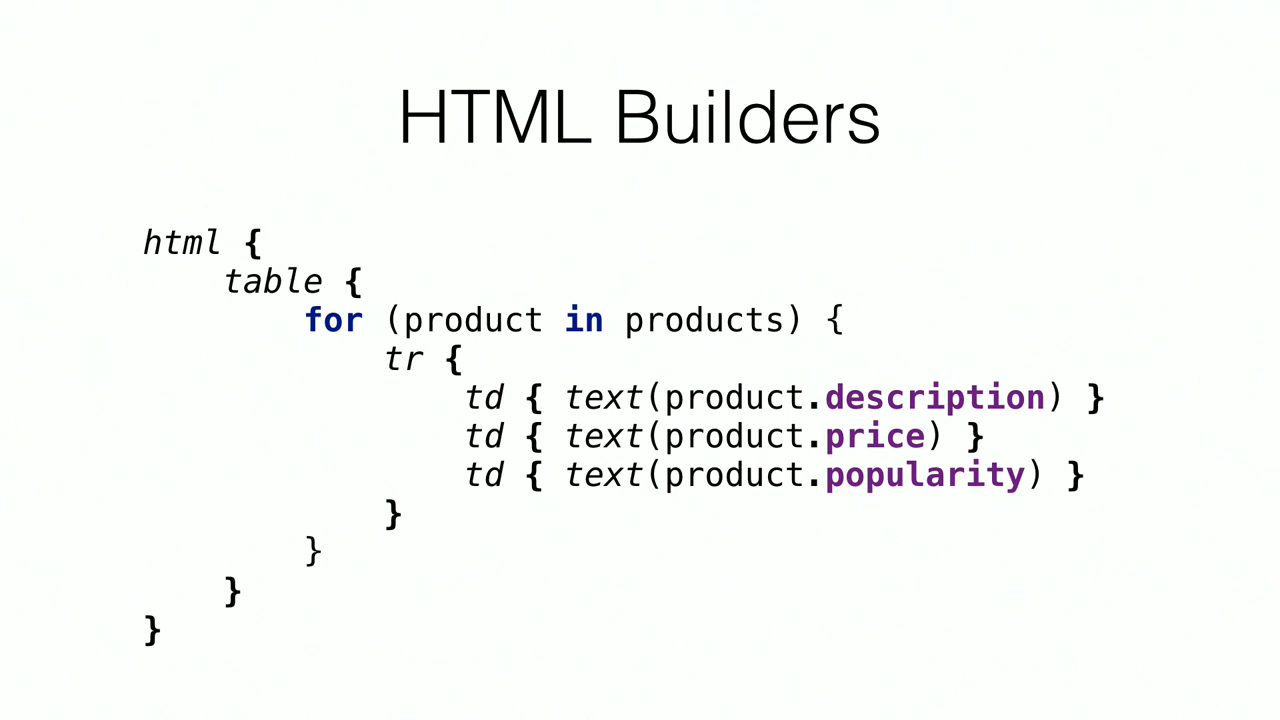 HTML Builders
html {
    table {
        for (product in products) {
            tr {
                td { text(product.description) }
                td { text(product.price) }
                td { text(product.popularity) }
            }
        }
    }
}